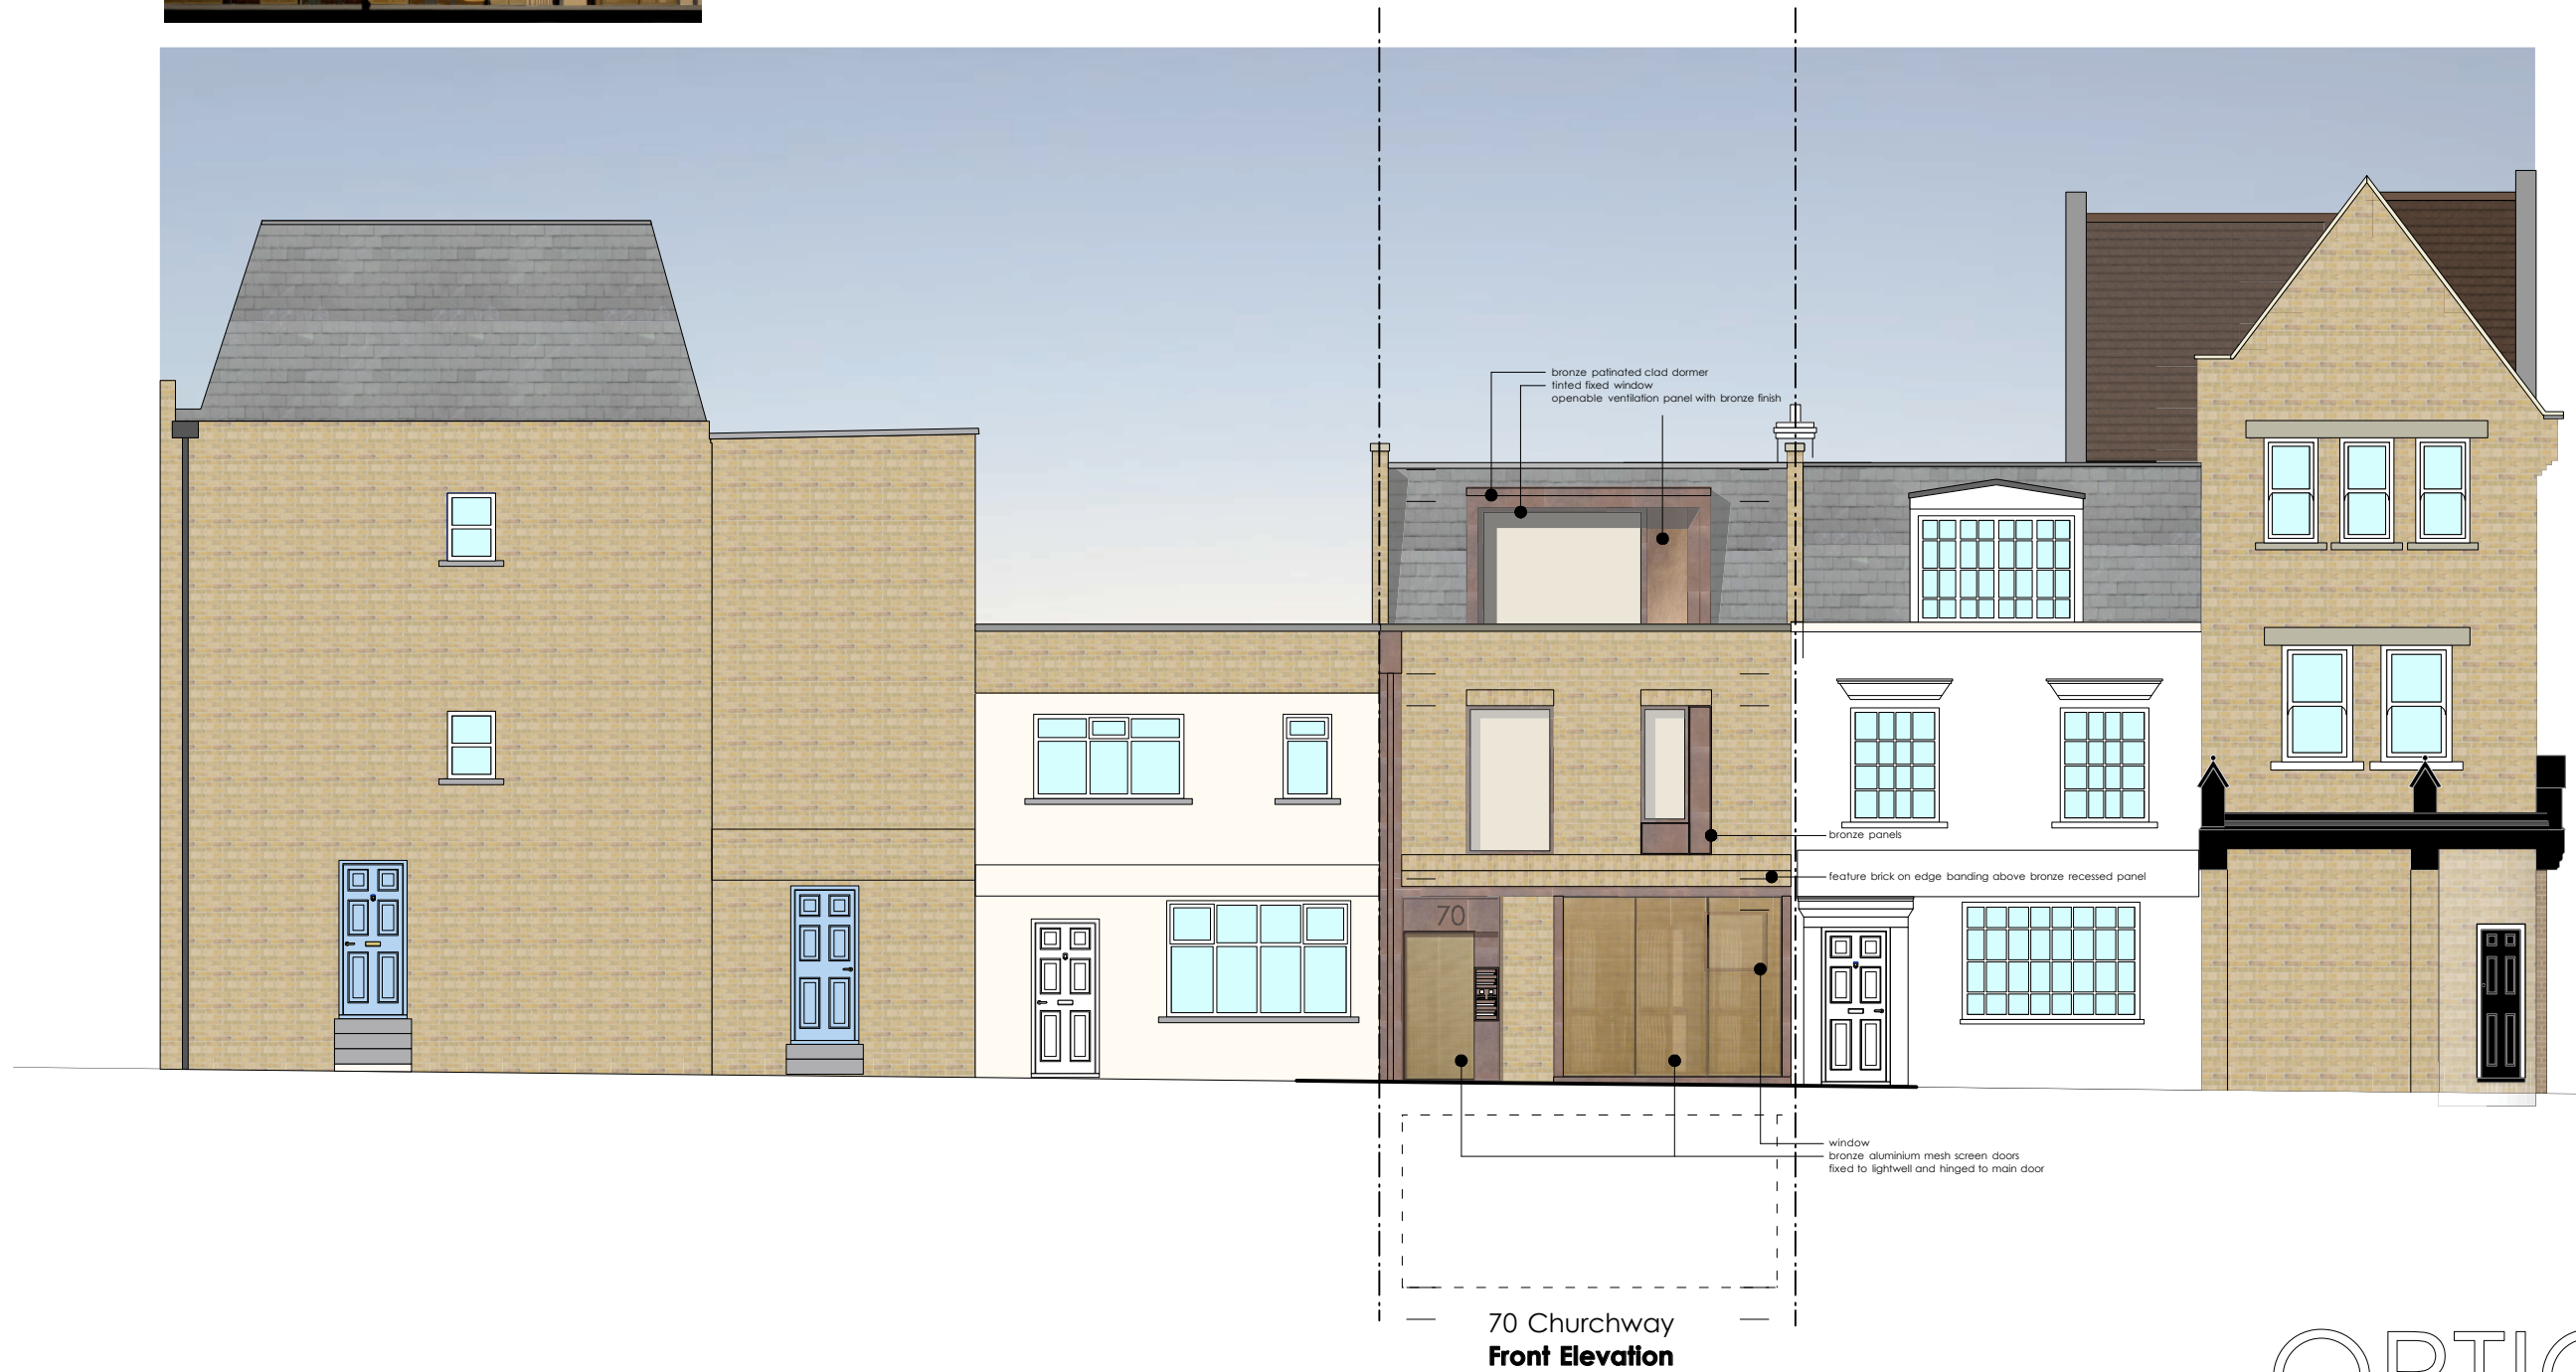 bronze patinated clad dormer
tinted fixed window
openable ventilation panel with bronze finish
bronze panels
feature brick on edge banding above bronze recessed panel
70
window
bronze aluminium mesh screen doors
fixed to lightwell and hinged to main door
70 Churchway
Front Elevation